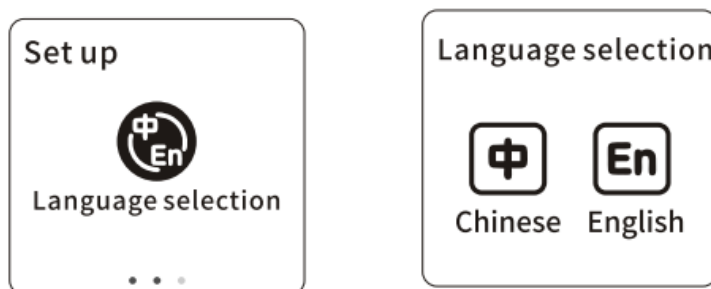 Set up
中
En
Language selection
Language selection
中 En
Chinese English